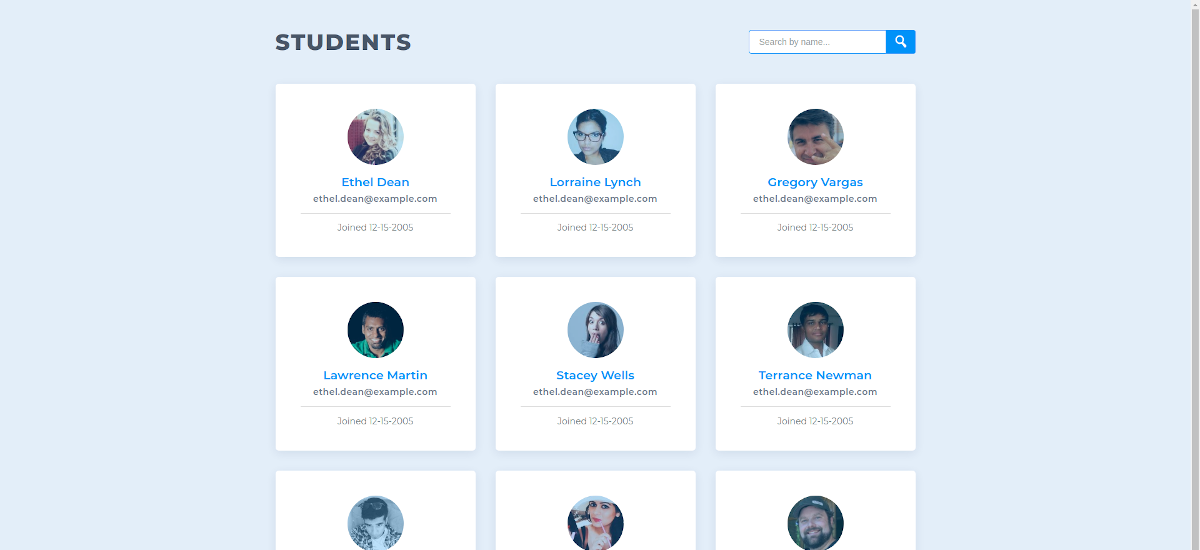 STUDENTS
Search by name...
Ethel Dean
ethel.dean@example.com
Joined 12-15-2005
Lorraine Lynch
ethel.dean@example.com
Joined 12-15-2005
Gregory Vargas
ethel.dean@example.com
Joined 12-15-2005
Lawrence Martin
ethel.dean@example.com
Joined 12-15-2005
Stacey Wells
ethel.dean@example.com
Joined 12-15-2005
Terrance Newman
ethel.dean@example.com
Joined 12-15-2005